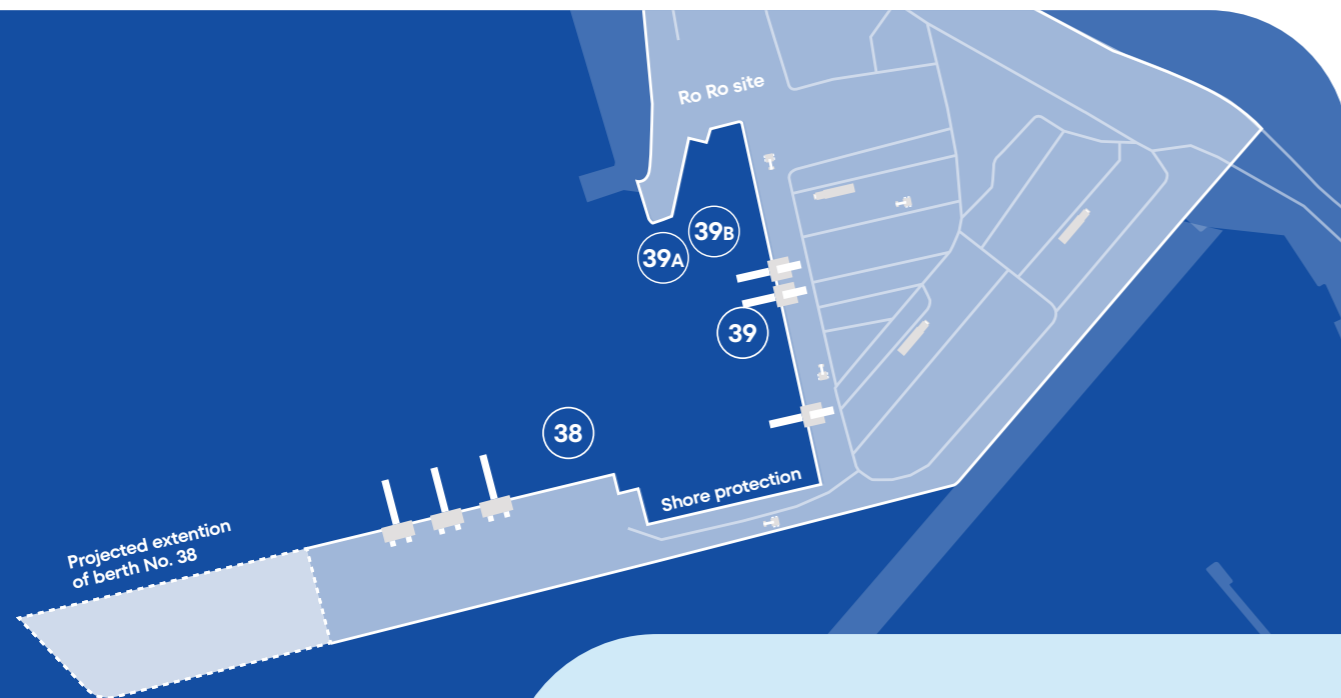 Ro Ro site
39B
39A
39
38
Shore protection
Projected extention
of berth No. 38